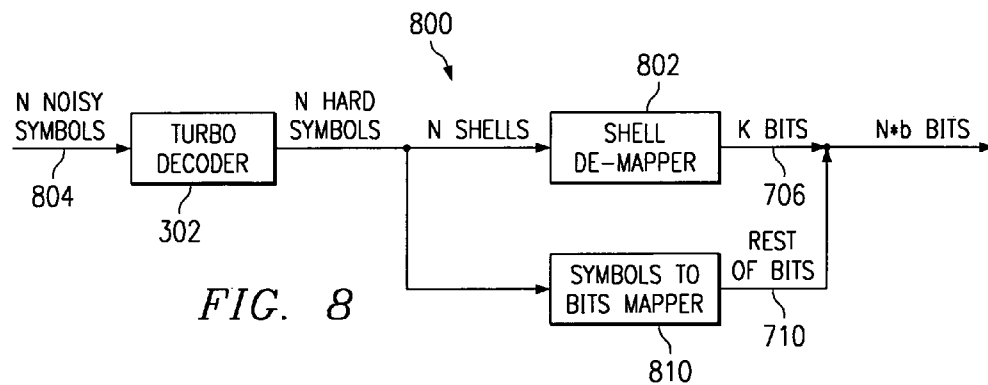 800
802
N NOISY
SYMBOLS
804
TURBO
DECODER
302
N HARD
SYMBOLS
N SHELLS
SHELL
DE-MAPPER
K BITS
706
N*b BITS
SYMBOLS TO
BITS MAPPER
810
REST
OF BITS
710
FIG. 8